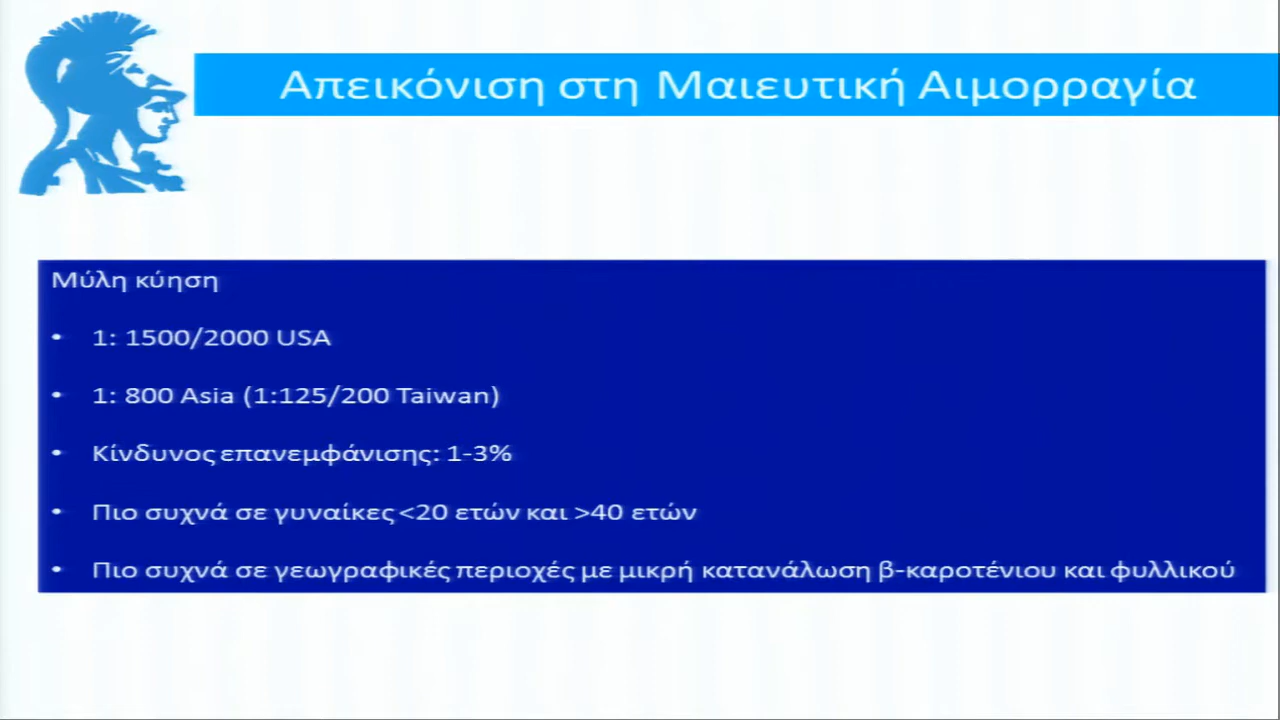 Απεικόνιση στη Μαιευτική Αιμορραγία
Μύλη κύηση
• 1: 1500/2000 USA
• 1: 800 Asia (1:125/200 Taiwan)
• Κίνδυνος επανεμφάνισης: 1-3%
• Πιο συχνά σε γυναίκες <20 ετών και >40 ετών
• Πιο συχνά σε γεωγραφικές περιοχές με μικρή κατανάλωση β-καροτένιου και φυλλικού